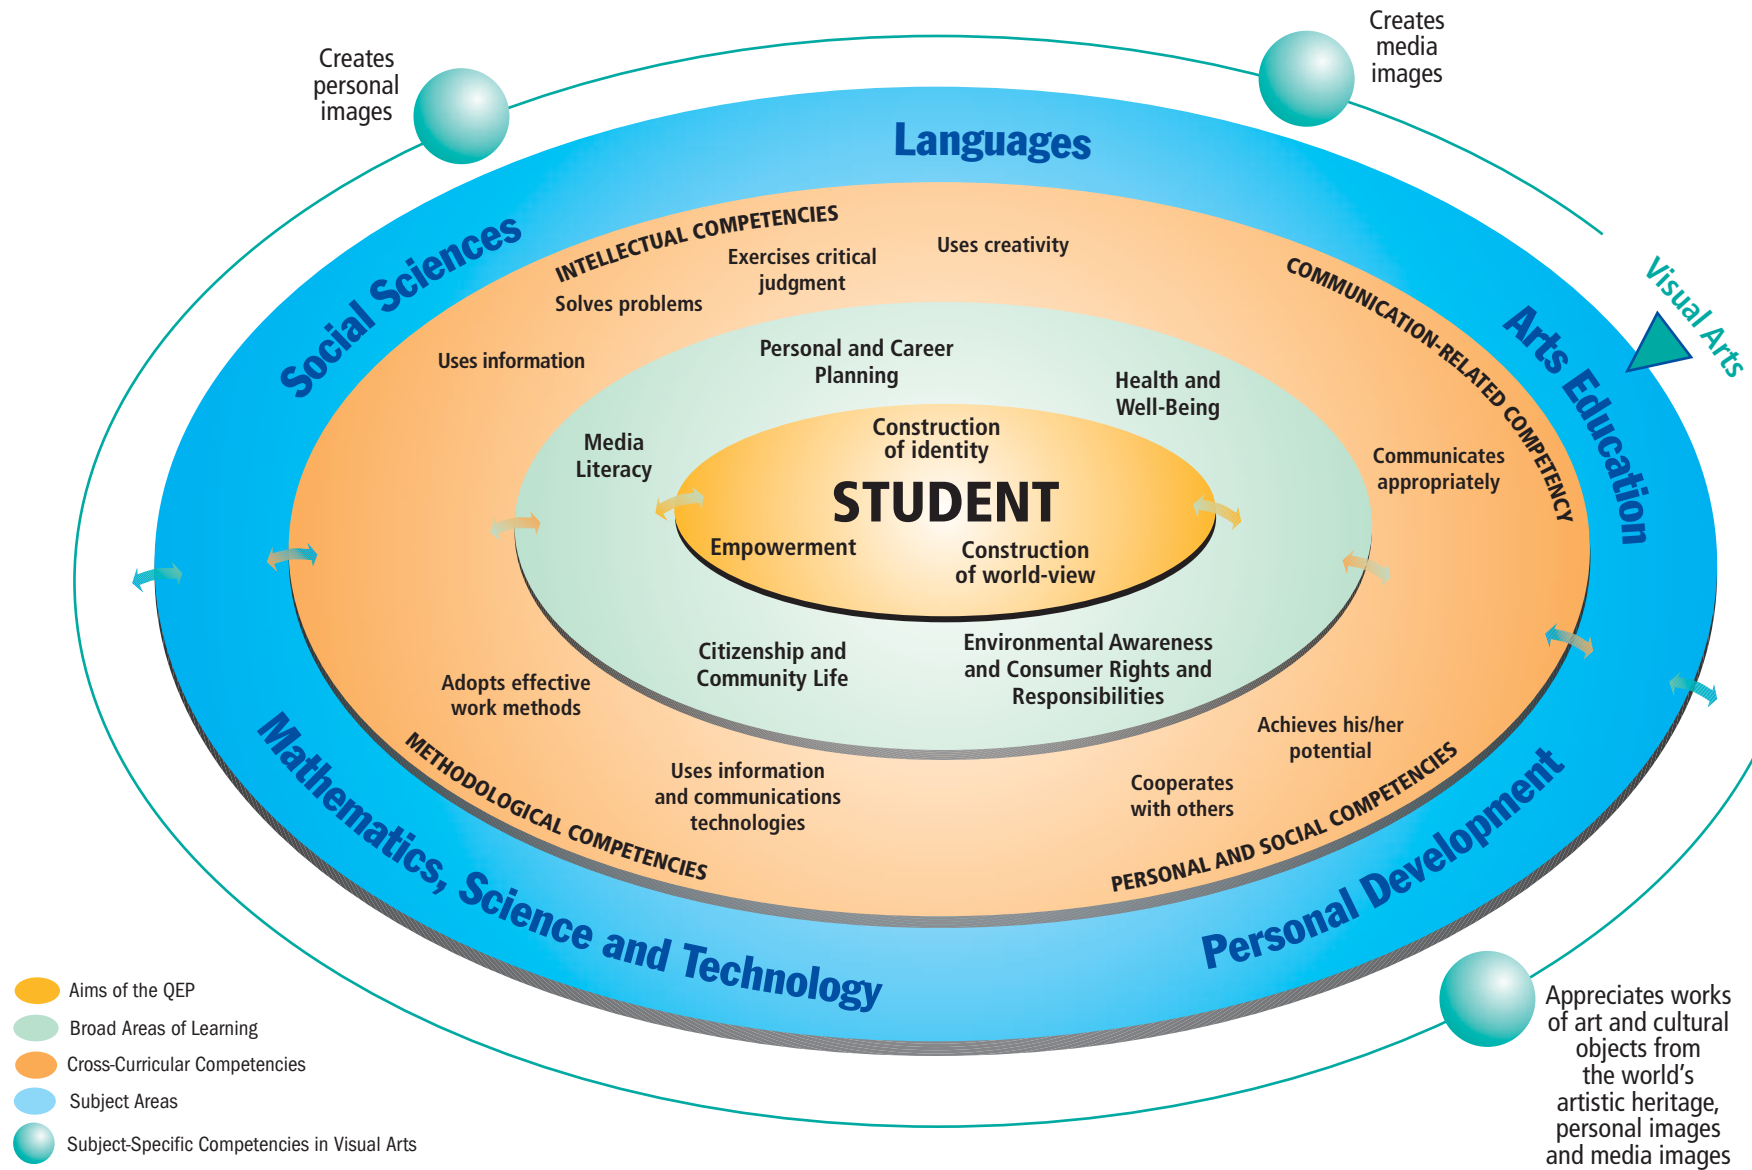 Creates
personal
images
Creates
media
images
Languages
Social Sciences
Arts Education
Visual Arts
INTELLECTUAL COMPETENCIES
Uses creativity
Exercises critical
judgment
Solves problems
Uses information
COMMUNICATION-RELATED COMPETENCY
Communicates
appropriately
Personal and Career
Planning
Health and
Well-Being
Media
Literacy
Construction
of identity
STUDENT
Empowerment
Construction
of world-view
Citizenship and
Community Life
Environmental Awareness
and Consumer Rights and
Responsibilities
Adopts effective
work methods
Uses information
and communications
technologies
METHODOLOGICAL COMPETENCIES
Achieves his/her
potential
Cooperates
with others
PERSONAL AND SOCIAL COMPETENCIES
Mathematics, Science and Technology
Personal Development
Appreciates works
of art and cultural
objects from
the world's
artistic heritage,
personal images
and media images
Aims of the QEP
Broad Areas of Learning
Cross-Curricular Competencies
Subject Areas
Subject-Specific Competencies in Visual Arts